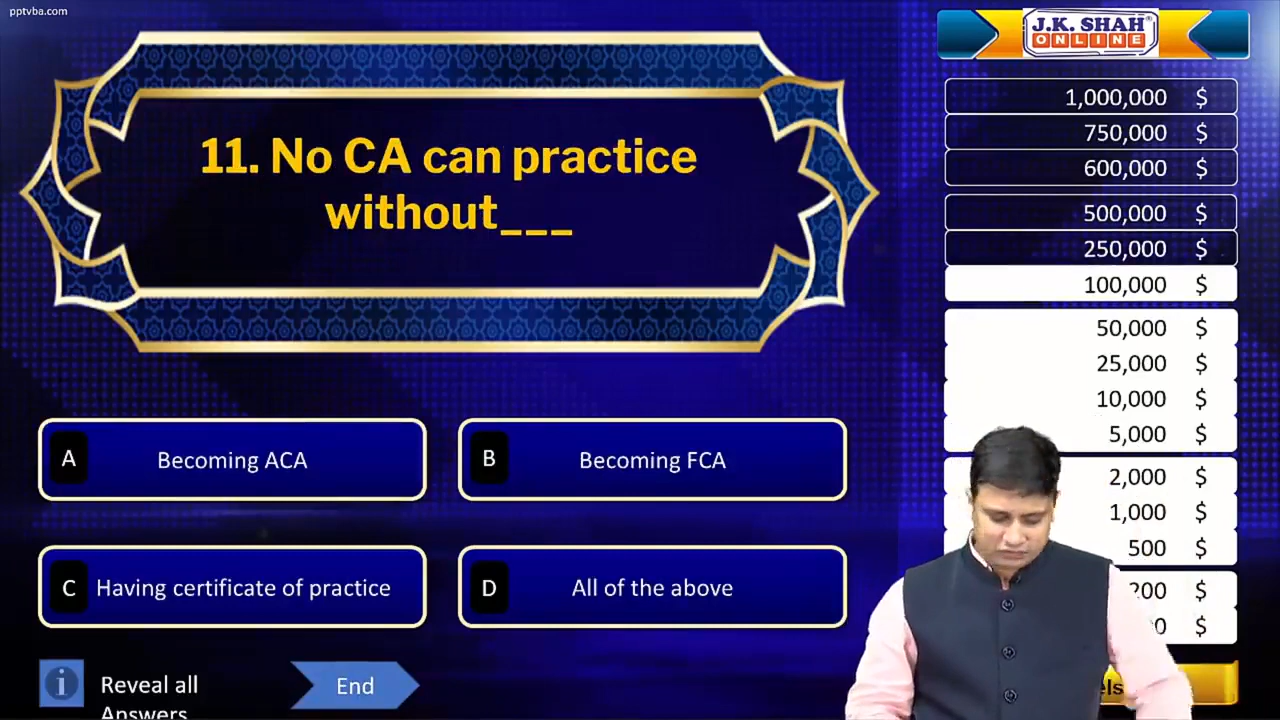 pptvba.com
J.K. SHAH®
ONLINE
11. No CA can practice
without___
A Becoming ACA
B Becoming FCA
C Having certificate of practice
D All of the above
Reveal all
Answers
End
1,000,000 $
750,000 $
600,000 $
500,000 $
250,000 $
100,000 $
50,000 $
25,000 $
10,000 $
5,000 $
2,000 $
1,000 $
500 $
200 $
$